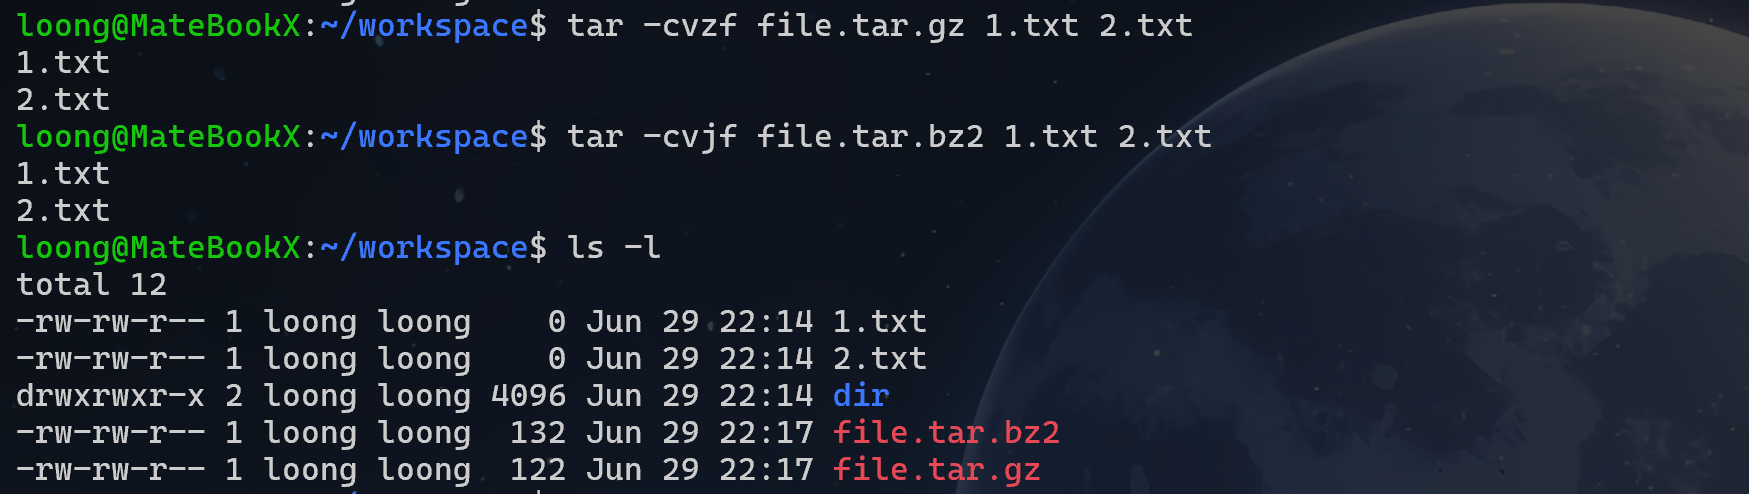 loong@MateBookX:~/workspace$ tar -cvzf file.tar.gz 1.txt 2.txt
1.txt
2.txt
loong@MateBookX:~/workspace$ tar -cvjf file.tar.bz2 1.txt 2.txt
1.txt
2.txt
loong@MateBookX:~/workspace$ ls -l
total 12
-rw-rw-r-- 1 loong loong    0 Jun 29 22:14 1.txt
-rw-rw-r-- 1 loong loong    0 Jun 29 22:14 2.txt
drwxrwxr-x 2 loong loong 4096 Jun 29 22:14 dir
-rw-rw-r-- 1 loong loong  132 Jun 29 22:17 file.tar.bz2
-rw-rw-r-- 1 loong loong  122 Jun 29 22:17 file.tar.gz